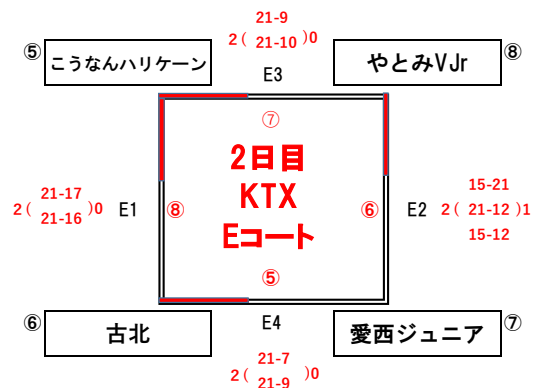 21-9
2( 21-10 )0
⑤ こうなんハリケーン
やとみVJr ⑧
E3
⑦
2日目
KTX
Eコート
21-17
2( 21-16 )0
E1
⑧
⑥
E2
15-21
2( 21-12 )1
15-12
⑤
⑥ 古北
愛西ジュニア ⑦
E4
21-7
2( 21-9 )0